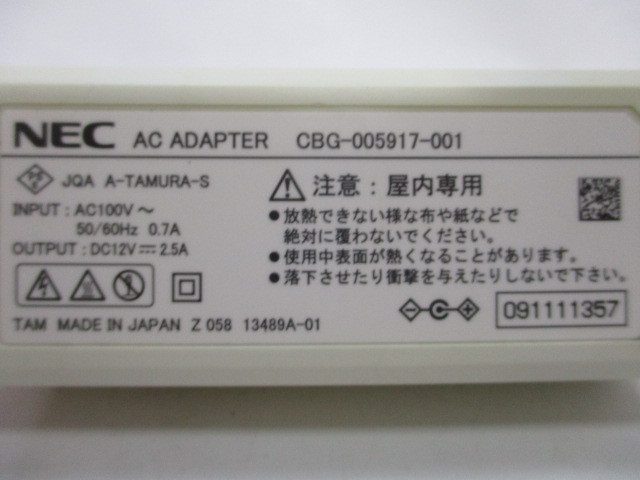 NEC AC ADAPTER CBG-005917-001
JQA A-TAMURA-S
INPUT : AC100V～
50/60Hz 0.7A
OUTPUT : DC12V⎓2.5A
注意：屋内専用
●放熱できない様な布や紙などで
絶対に覆わないでください。
●使用中表面が熱くなることがあります。
●落下させたり衝撃を与えたりしないで下さい。
TAM MADE IN JAPAN Z 058 13489A-01
091111357